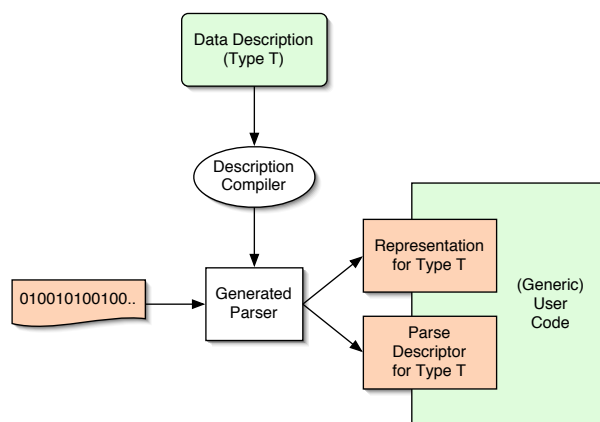 Data Description
(Type T)
Description
Compiler
010010100100..
Generated
Parser
Representation
for Type T
Parse
Descriptor
for Type T
(Generic)
User
Code